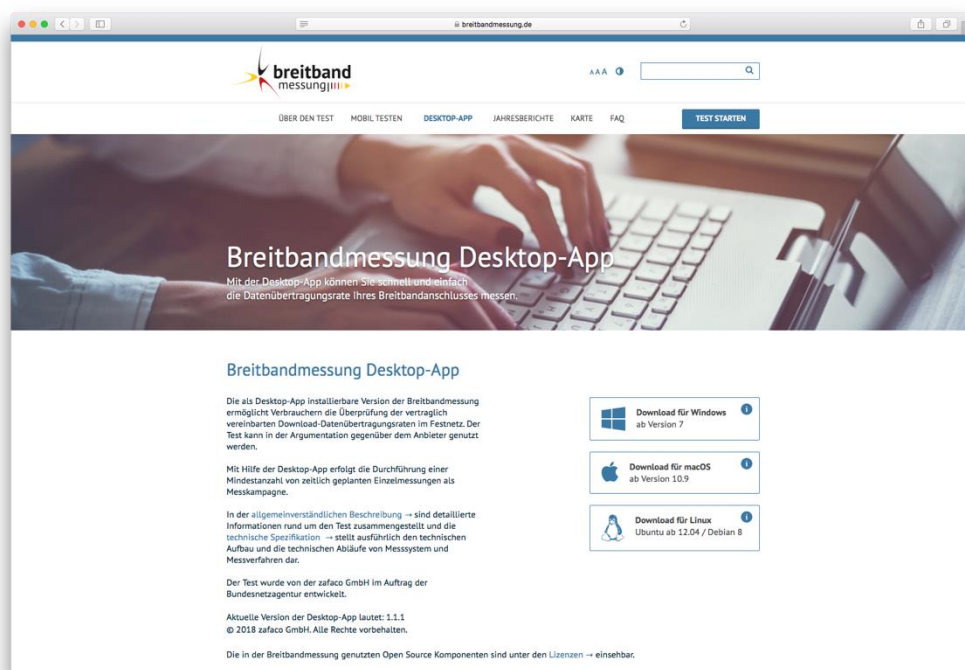 breitbandmessung.de
breitband
messung
A A A
ÜBER DEN TEST MOBIL TESTEN DESKTOP-APP JAHRESBERICHTE KARTE FAQ TEST STARTEN
Breitbandmessung Desktop-App
Mit der Desktop-App können Sie schnell und einfach
die Datenübertragungsrate Ihres Breitbandanschlusses messen.
Breitbandmessung Desktop-App
Die als Desktop-App installierbare Version der Breitbandmessung
ermöglicht Verbrauchern die Überprüfung der vertraglich
vereinbarten Download-Datenübertragungsraten im Festnetz. Der
Test kann in der Argumentation gegenüber dem Anbieter genutzt
werden.
Mit Hilfe der Desktop-App erfolgt die Durchführung einer
Mindestanzahl von zeitlich geplanten Einzelmessungen als
Messkampagne.
In der allgemeinverständlichen Beschreibung → sind detaillierte
Informationen rund um den Test zusammengestellt und die
technische Spezifikation → stellt ausführlich den technischen
Aufbau und die technischen Abläufe von Messsystem und
Messverfahren dar.
Der Test wurde von der zafaco GmbH im Auftrag der
Bundesnetzagentur entwickelt.
Aktuelle Version der Desktop-App lautet: 1.1.1
© 2018 zafaco GmbH. Alle Rechte vorbehalten.
Die in der Breitbandmessung genutzten Open Source Komponenten sind unter den Lizenzen → einsehbar.
Download für Windows
ab Version 7
Download für macOS
ab Version 10.9
Download für Linux
Ubuntu ab 12.04 / Debian 8